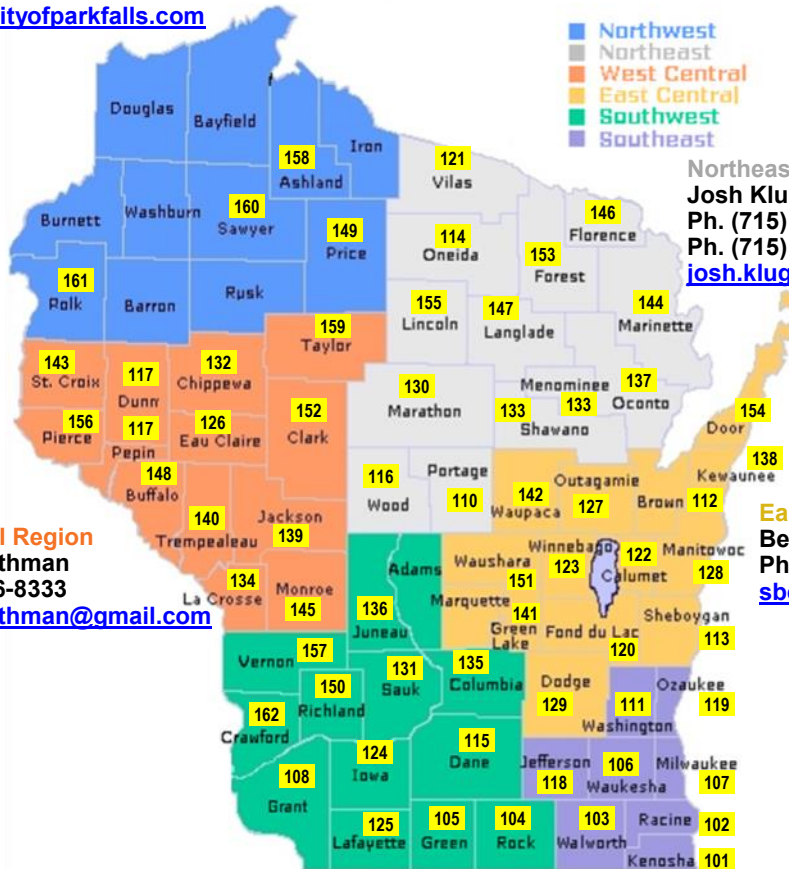 ityofparkfalls.com
Northwest
Northeast
West Central
East Central
Southwest
Southeast
Northeas
Josh Klu
Ph. (715)
Ph. (715)
josh.klug
Douglas
Bayfield
Iron
158
Ashland
121
Vilas
Burnett
Washburn
160
Sawyer
149
Price
114
Oneida
146
Florence
153
Forest
161
Polk
Barron
Rusk
155
Lincoln
147
Langlade
144
Marinette
159
Taylor
143
St. Croix
117
Dunn
132
Chippewa
130
Marathon
Menominee
137
Oconto
133
133
Shawano
156
Pierce
117
Pepin
126
Eau Claire
152
Clark
154
Door
148
Buffalo
116
Wood
Portage
110
142
Waupaca
Outagamie
127
Brown
112
138
Kewaunee
l Region
thman
6-8333
thman@gmail.com
140
Trempealeau
Jackson
139
Adams
Waushara
151
Winnebago
123
122
Calumet
Manitowoc
128
Ea
Be
Ph
sbo
134
La Crosse
Monroe
145
136
Juneau
Marquette
141
Green
Lake
Fond du Lac
120
Sheboygan
113
Vernon
157
131
Sauk
135
Columbia
Dodge
129
111
Washington
Ozaukee
119
162
Crawford
150
Richland
124
Iowa
115
Dane
Jefferson
118
106
Waukesha
Milwaukee
107
108
Grant
125
Lafayette
105
Green
104
Rock
103
Walworth
Racine
102
Kenosha
101